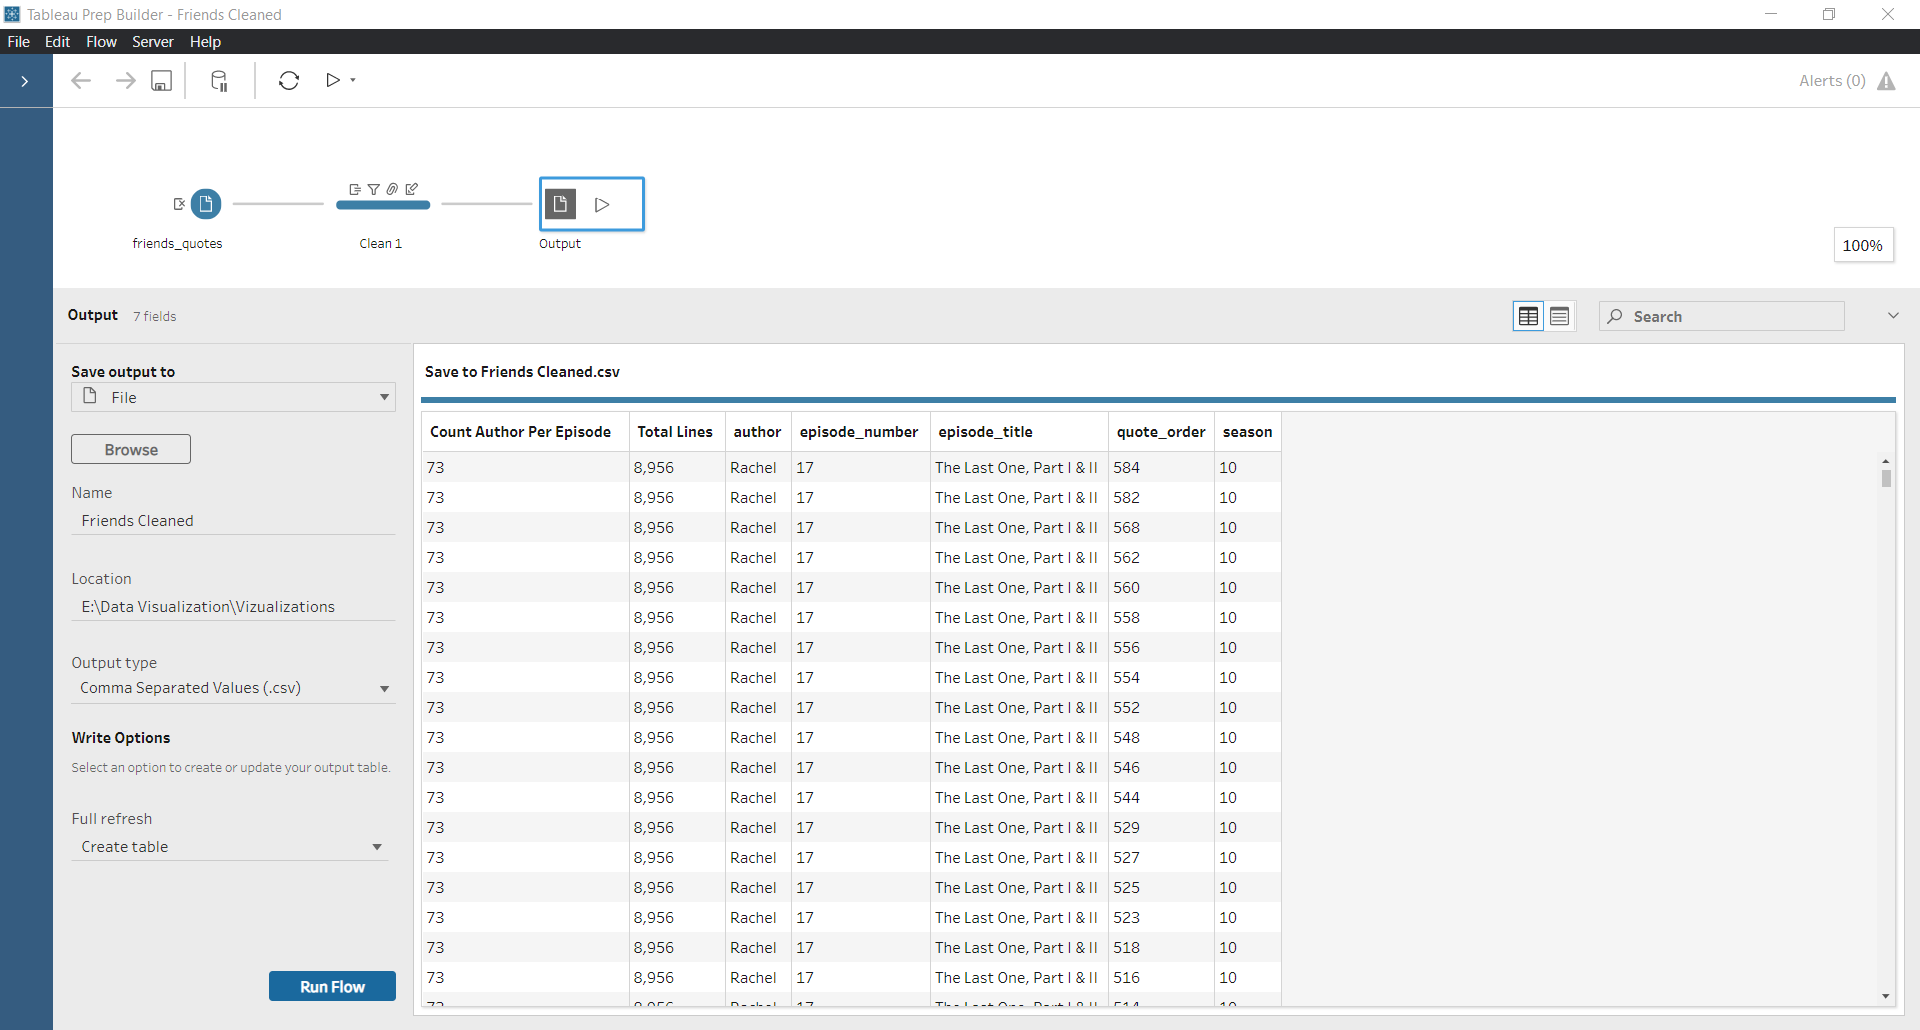 Tableau Prep Builder - Friends Cleaned
File Edit Flow Server Help
Alerts (0)
friends_quotes Clean 1 Output
100%
Output 7 fields
Search
Save output to
File
Browse
Name
Friends Cleaned
Location
E:\Data Visualization\Vizualizations
Output type
Comma Separated Values (.csv)
Write Options
Select an option to create or update your output table.
Full refresh
Create table
Run Flow
Save to Friends Cleaned.csv
Count Author Per Episode Total Lines author episode_number episode_title quote_order season
73 8,956 Rachel 17 The Last One, Part I & II 584 10
73 8,956 Rachel 17 The Last One, Part I & II 582 10
73 8,956 Rachel 17 The Last One, Part I & II 568 10
73 8,956 Rachel 17 The Last One, Part I & II 562 10
73 8,956 Rachel 17 The Last One, Part I & II 560 10
73 8,956 Rachel 17 The Last One, Part I & II 558 10
73 8,956 Rachel 17 The Last One, Part I & II 556 10
73 8,956 Rachel 17 The Last One, Part I & II 554 10
73 8,956 Rachel 17 The Last One, Part I & II 552 10
73 8,956 Rachel 17 The Last One, Part I & II 548 10
73 8,956 Rachel 17 The Last One, Part I & II 546 10
73 8,956 Rachel 17 The Last One, Part I & II 544 10
73 8,956 Rachel 17 The Last One, Part I & II 529 10
73 8,956 Rachel 17 The Last One, Part I & II 527 10
73 8,956 Rachel 17 The Last One, Part I & II 525 10
73 8,956 Rachel 17 The Last One, Part I & II 523 10
73 8,956 Rachel 17 The Last One, Part I & II 518 10
73 8,956 Rachel 17 The Last One, Part I & II 516 10